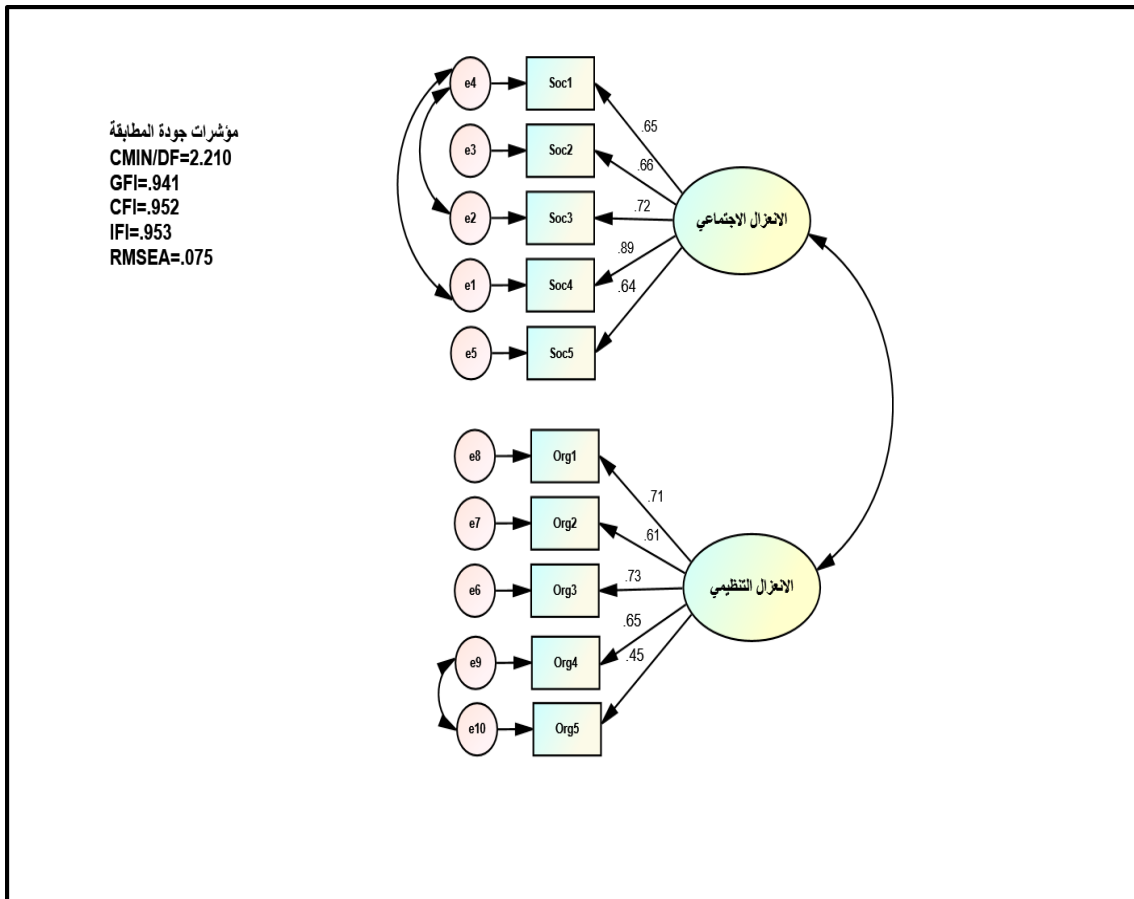 مؤشرات جودة المطابقة
CMIN/DF=2.210
GFI=.941
CFI=.952
IFI=.953
RMSEA=.075
e4
Soc1
.65
e3
Soc2
.66
e2
Soc3
.72
الانعزال الاجتماعي
e1
Soc4
.89
e5
Soc5
.64
e8
Org1
.71
e7
Org2
.61
e6
Org3
.73
الانعزال التنظيمي
e9
Org4
.65
e10
Org5
.45